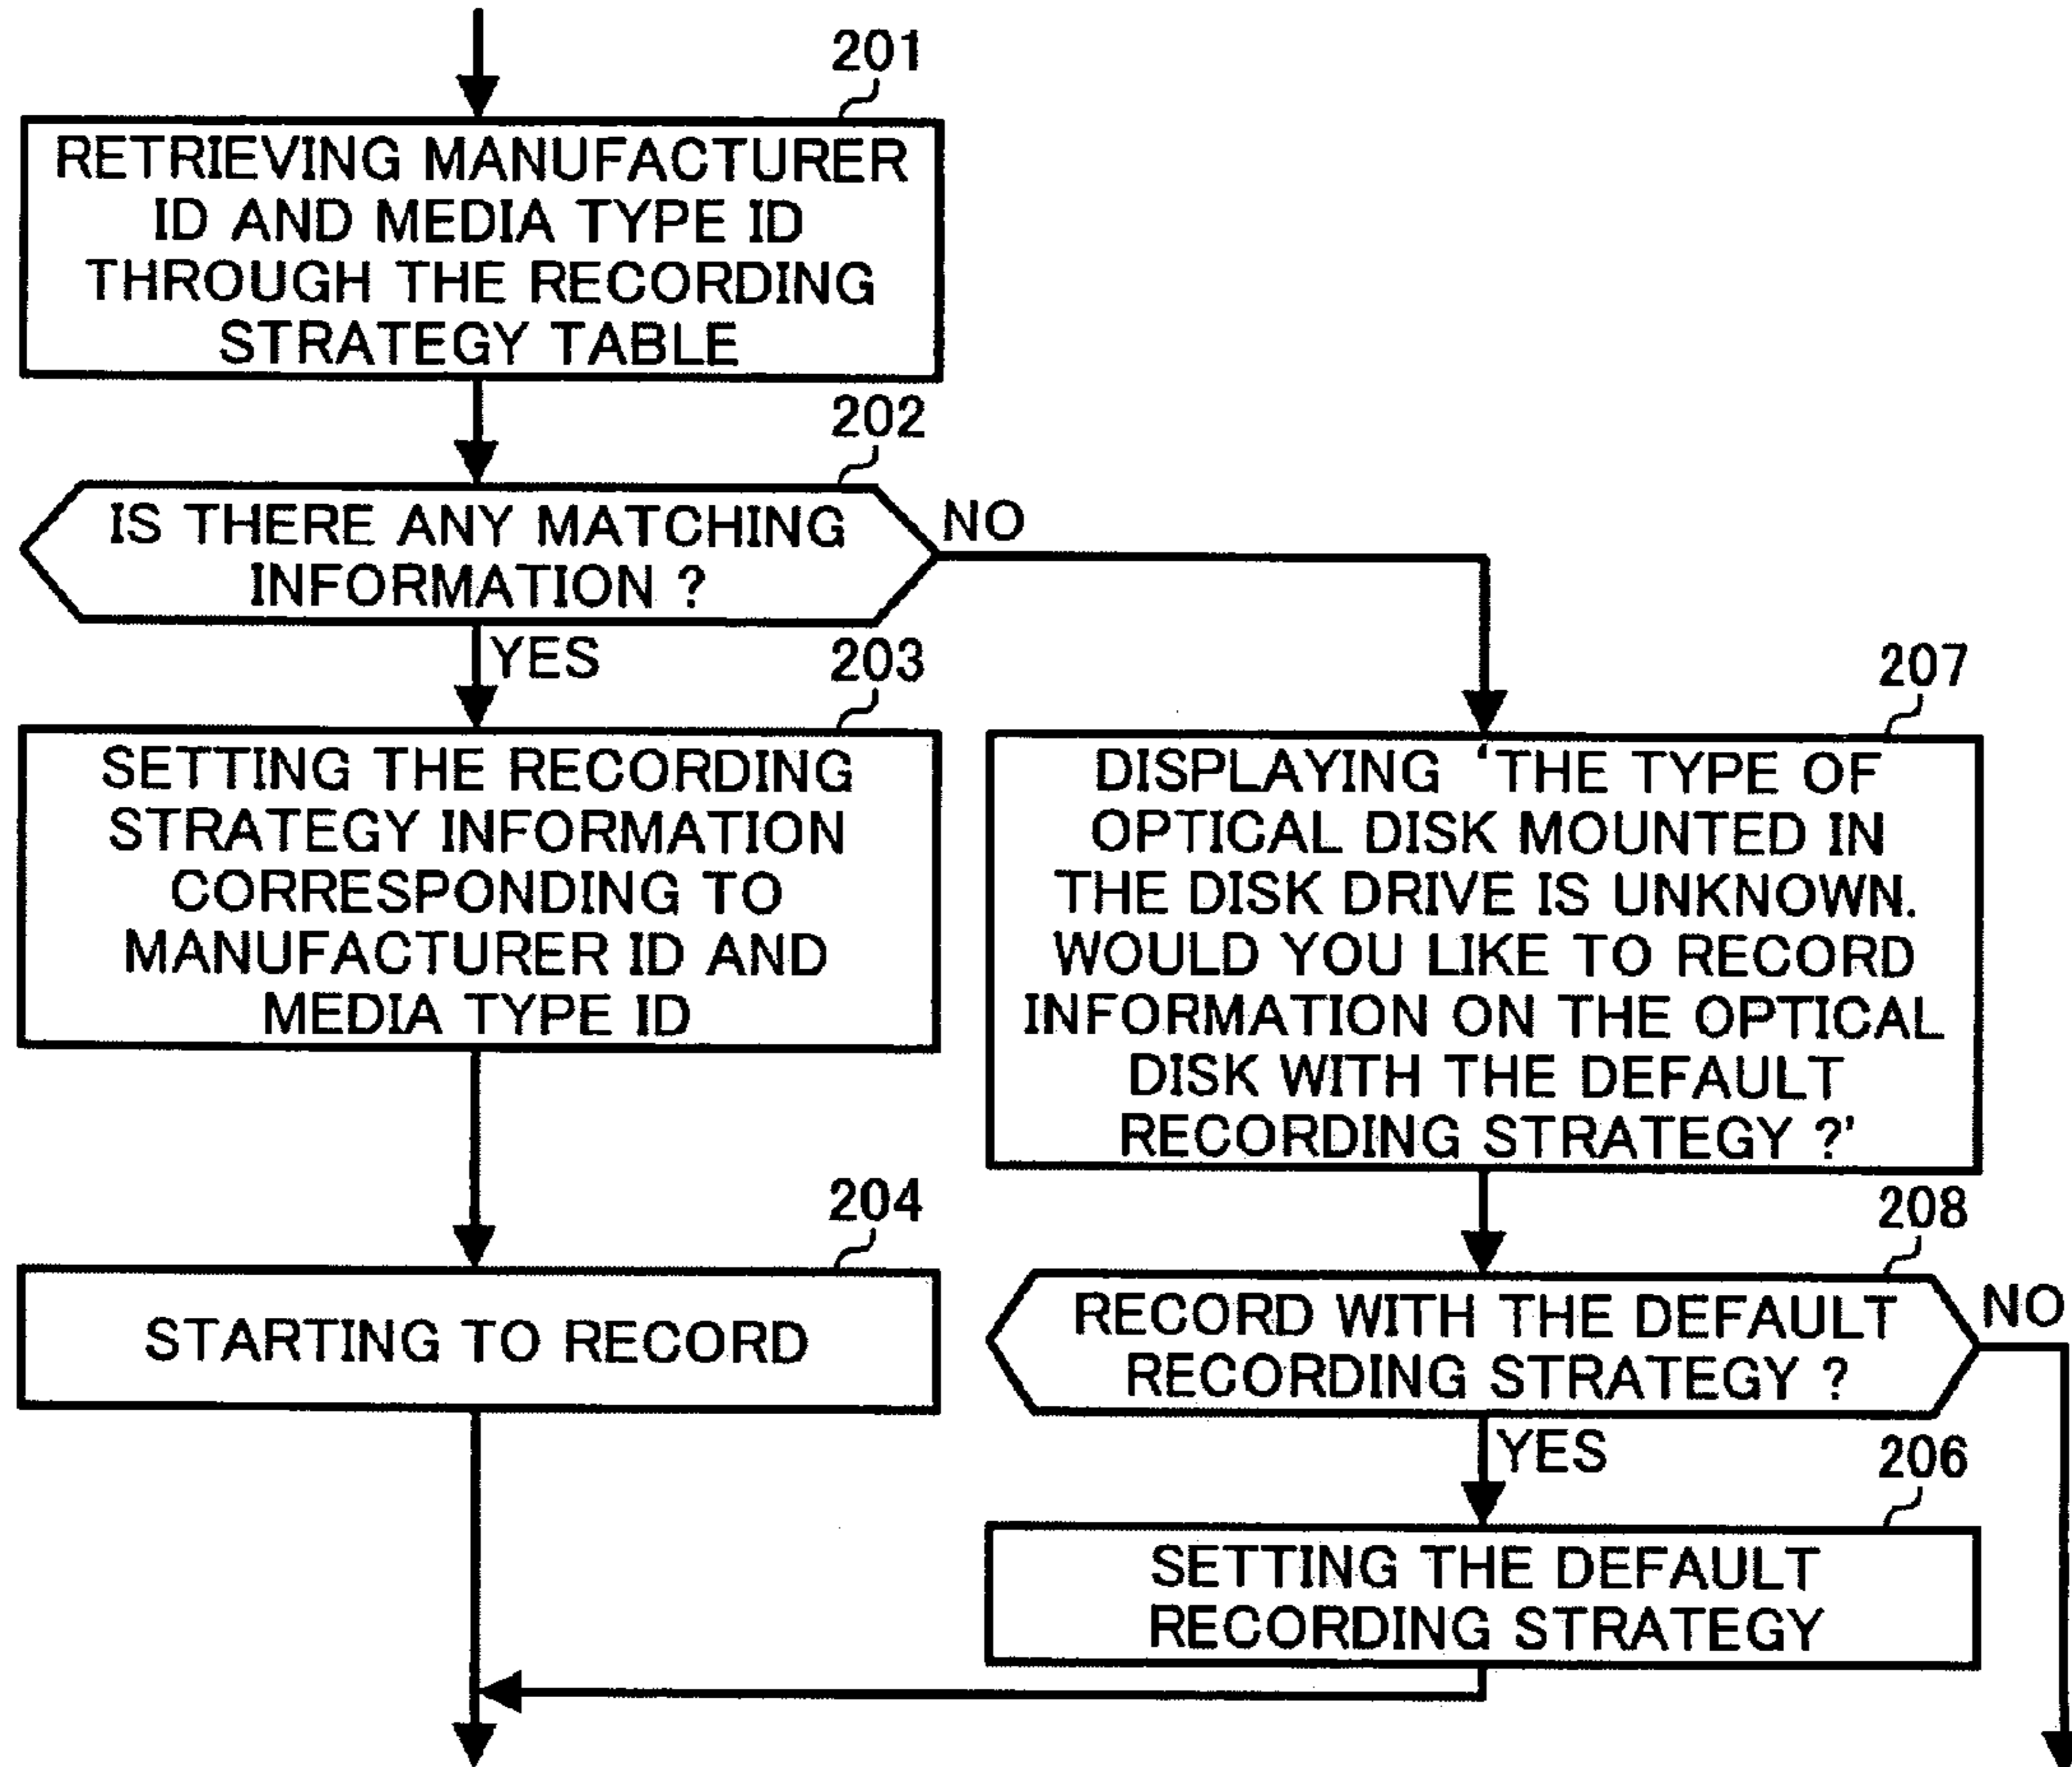 201
RETRIEVING MANUFACTURER
ID AND MEDIA TYPE ID
THROUGH THE RECORDING
STRATEGY TABLE
202
IS THERE ANY MATCHING
INFORMATION ?
NO
YES
203
SETTING THE RECORDING
STRATEGY INFORMATION
CORRESPONDING TO
MANUFACTURER ID AND
MEDIA TYPE ID
204
STARTING TO RECORD
207
DISPLAYING ‘THE TYPE OF
OPTICAL DISK MOUNTED IN
THE DISK DRIVE IS UNKNOWN.
WOULD YOU LIKE TO RECORD
INFORMATION ON THE OPTICAL
DISK WITH THE DEFAULT
RECORDING STRATEGY ?’
208
RECORD WITH THE DEFAULT
RECORDING STRATEGY ?
NO
YES
206
SETTING THE DEFAULT
RECORDING STRATEGY